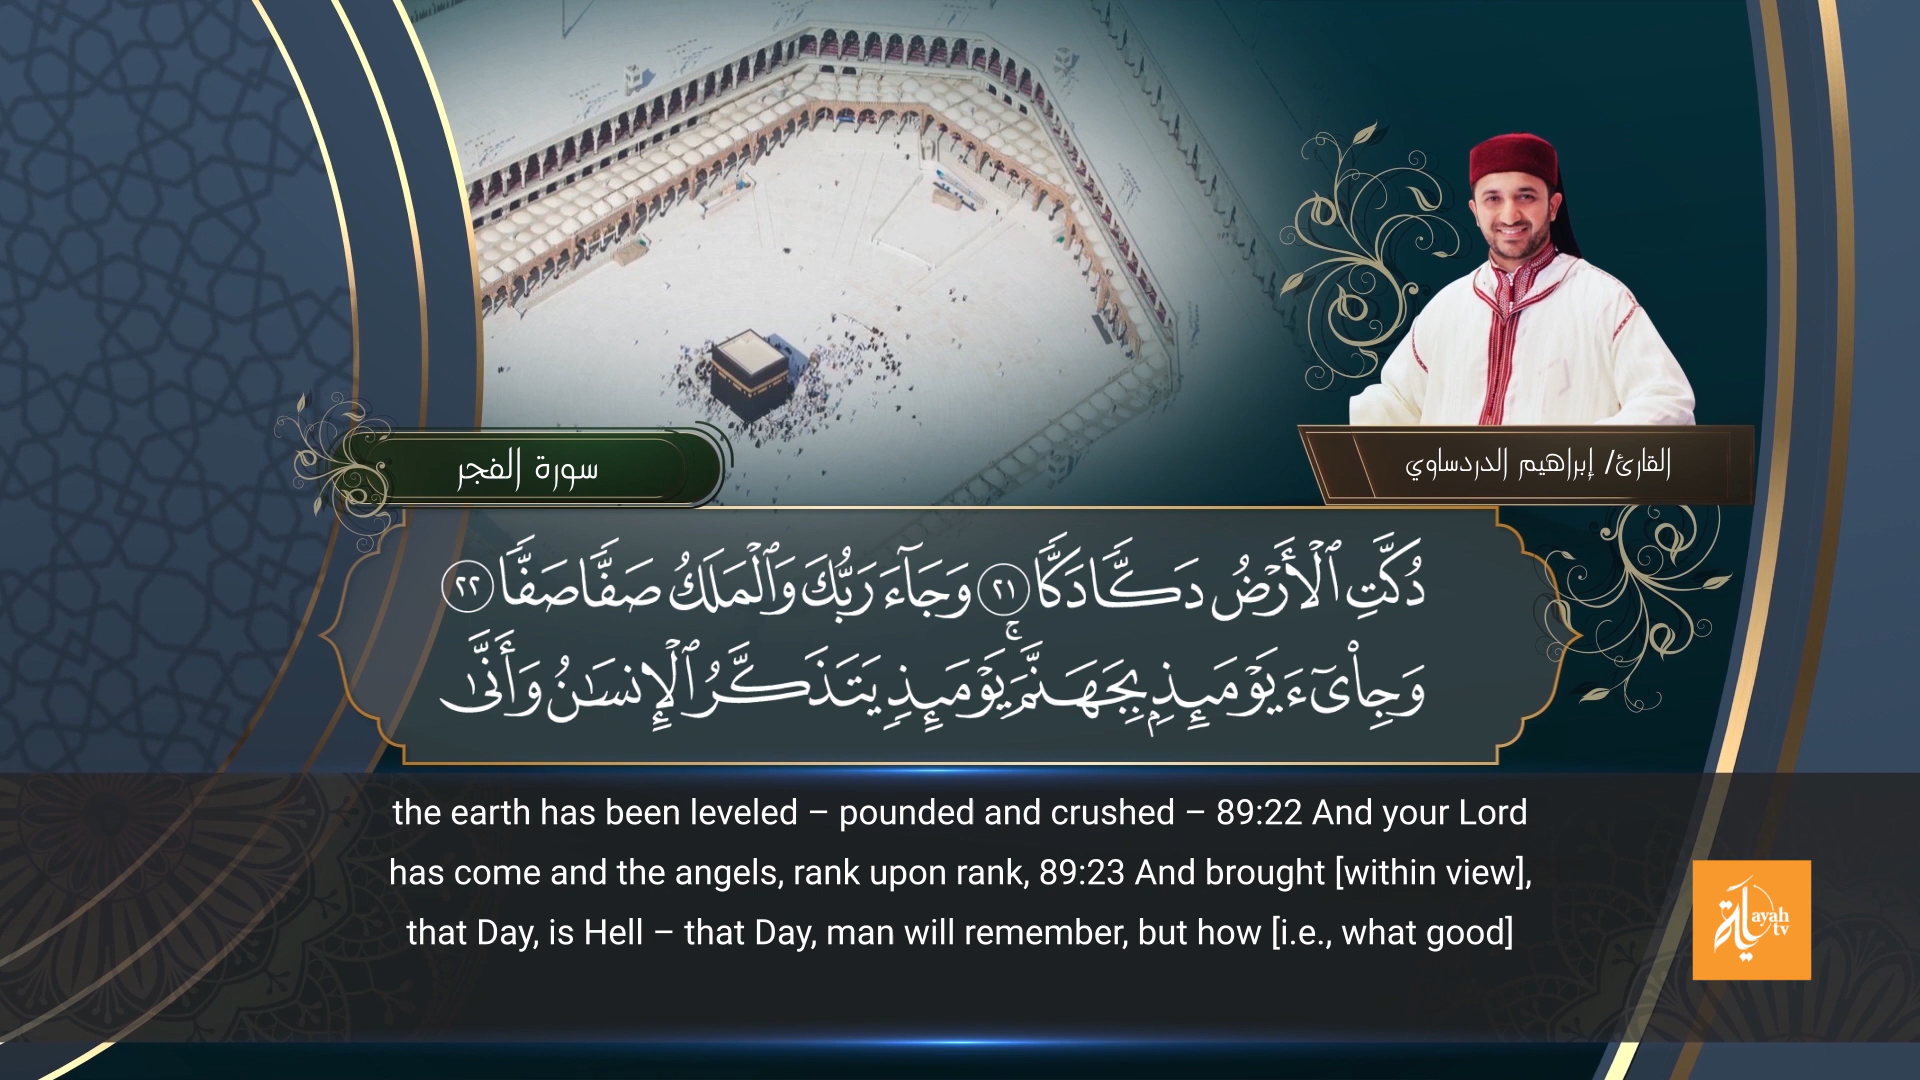 سورة الفجر
القارئ/ إبراهيم الدردساوي
دُكَّتِ ٱلْأَرْضُ دَكًّا دَكًّا ٢١ وَجَآءَ رَبُّكَ وَٱلْمَلَكُ صَفًّا صَفًّا ٢٢
وَجِا۟ىٓءَ يَوْمَئِذِۭ بِجَهَنَّمَ ۚ يَوْمَئِذٍ يَتَذَكَّرُ ٱلْإِنسَـٰنُ وَأَنَّىٰ
the earth has been leveled – pounded and crushed – 89:22 And your Lord
has come and the angels, rank upon rank, 89:23 And brought [within view],
that Day, is Hell – that Day, man will remember, but how [i.e., what good]
آية
ayah
tv